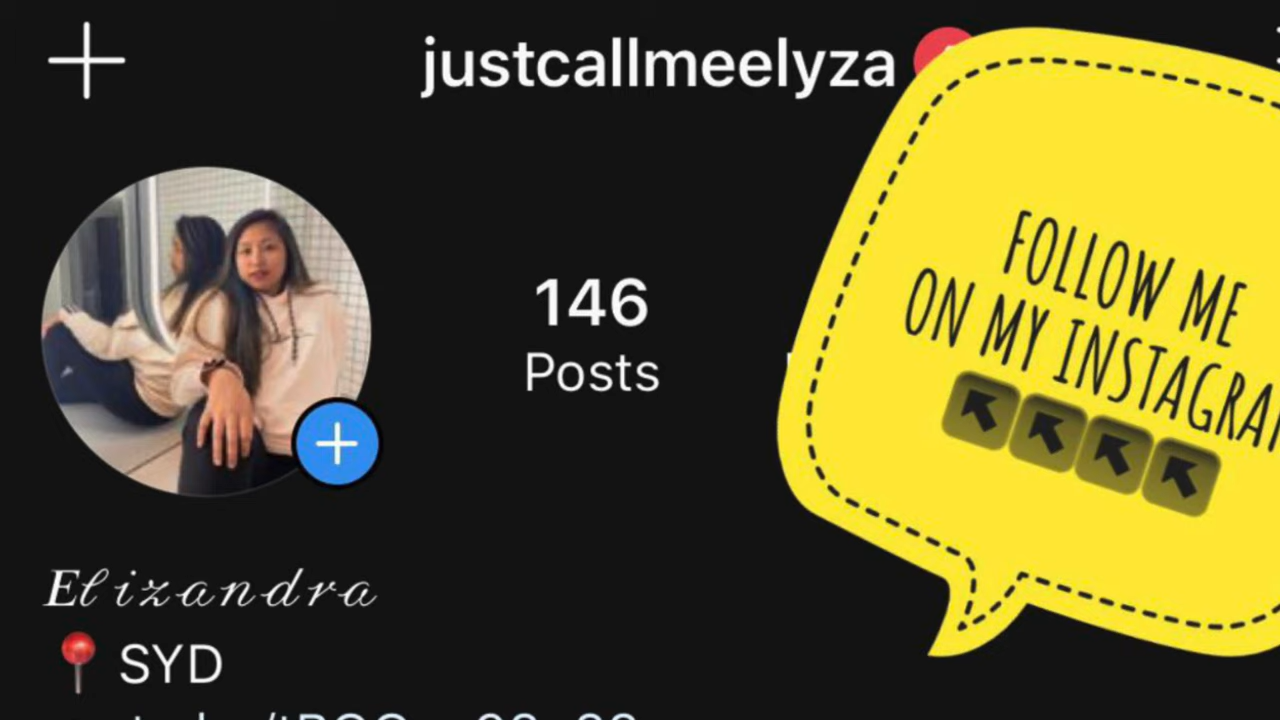 justcallmeelyza
146
Posts
FOLLOW ME
ON MY INSTAGRA
Elizandra
SYD